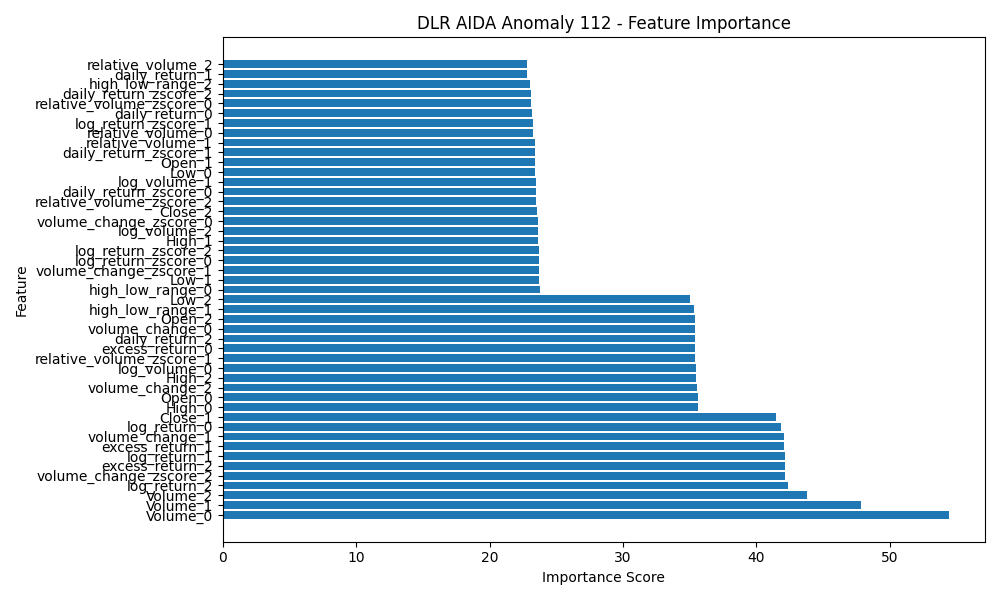 DLR AIDA Anomaly 112 - Feature Importance
relative_volume_2
daily_return_1
high_low_range_2
daily_return_zscore_2
relative_volume_zscore_0
daily_return_0
log_return_zscore_1
relative_volume_0
relative_volume_1
daily_return_zscore_1
Open_1
Low_0
log_volume_1
daily_return_zscore_0
relative_volume_zscore_2
Close_2
volume_change_zscore_0
log_volume_2
High_1
log_return_zscore_2
log_return_zscore_0
volume_change_zscore_1
Low_1
high_low_range_0
Low_2
high_low_range_1
Open_2
volume_change_0
daily_return_2
excess_return_0
relative_volume_zscore_1
log_volume_0
High_2
volume_change_2
Open_0
High_0
Close_1
log_return_0
volume_change_1
excess_return_1
log_return_1
excess_return_2
volume_change_zscore_2
log_return_2
Volume_2
Volume_1
Volume_0
Feature
0 10 20 30 40 50
Importance Score